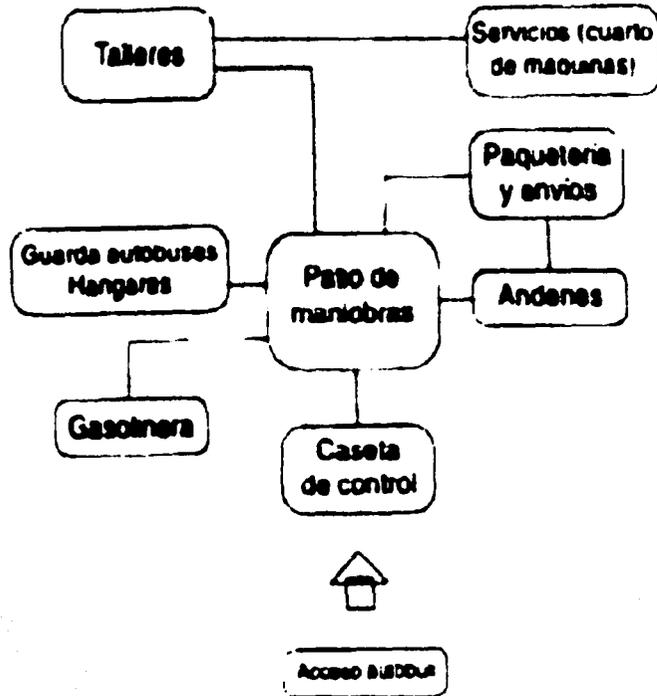 Talleres
Servicios (cuarto
de maquinas)
Paqueteria
y envios
Guarda autobuses
Hangares
Patio de
maniobras
Andenes
Gasolinera
Caseta
de control
Acceso autobus